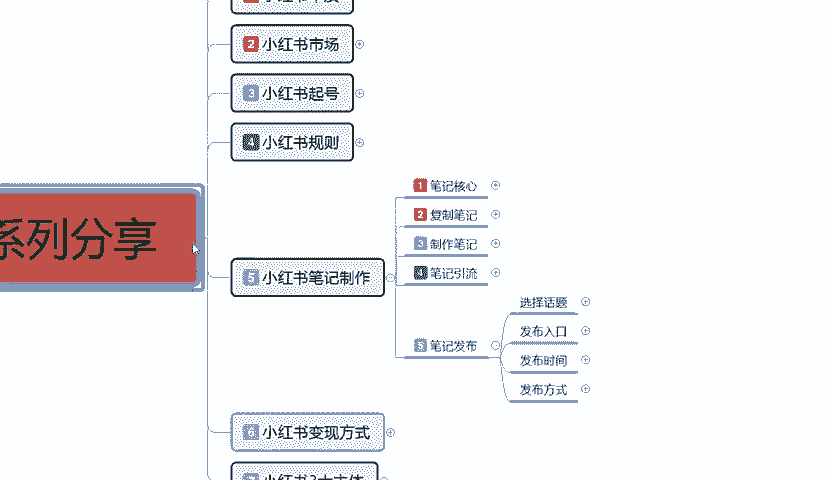 2 小红书市场
3 小红书起号
4 小红书规则
系列分享
5 小红书笔记制作
1 笔记核心
2 复制笔记
3 制作笔记
4 笔记引流
5 笔记发布
选择话题
发布入口
发布时间
发布方式
6 小红书变现方式